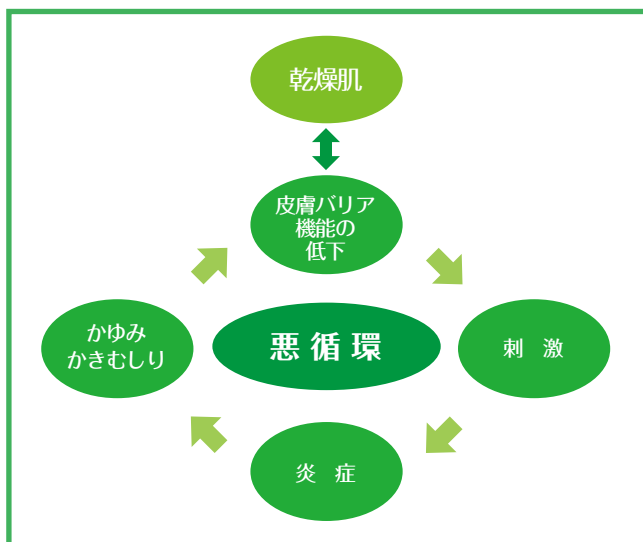 乾燥肌
皮膚バリア
機能の
低下
かゆみ
かきむしり
悪循環
刺 激
炎 症